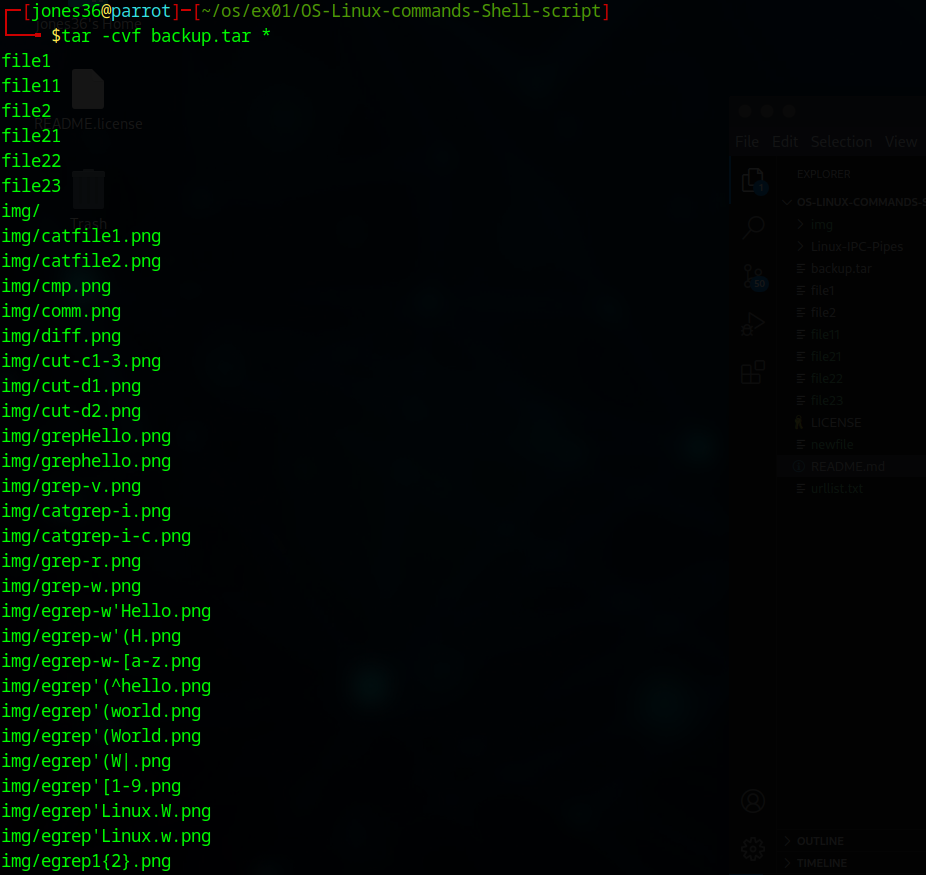 ┌─[jones36@parrot]─[~/os/ex01/OS-Linux-commands-Shell-script]
└──╼ $tar -cvf backup.tar *
file1
file11
file2
file21
file22
file23
img/
img/catfile1.png
img/catfile2.png
img/cmp.png
img/comm.png
img/diff.png
img/cut-c1-3.png
img/cut-d1.png
img/cut-d2.png
img/grepHello.png
img/grephello.png
img/grep-v.png
img/catgrep-i.png
img/catgrep-i-c.png
img/grep-r.png
img/grep-w.png
img/egrep-w'Hello.png
img/egrep-w'(H.png
img/egrep-w-[a-z.png
img/egrep'(^hello.png
img/egrep'(world.png
img/egrep'(World.png
img/egrep'(W|.png
img/egrep'[1-9.png
img/egrep'Linux.W.png
img/egrep'Linux.w.png
img/egrep1{2}.png
jones36's Home
README.license
Trash
File Edit Selection View
EXPLORER
OS-LINUX-COMMANDS-S
img
Linux-IPC-Pipes
backup.tar
file1
file2
file11
file21
file22
file23
LICENSE
newfile
README.md
urllist.txt
1
50
OUTLINE
TIMELINE